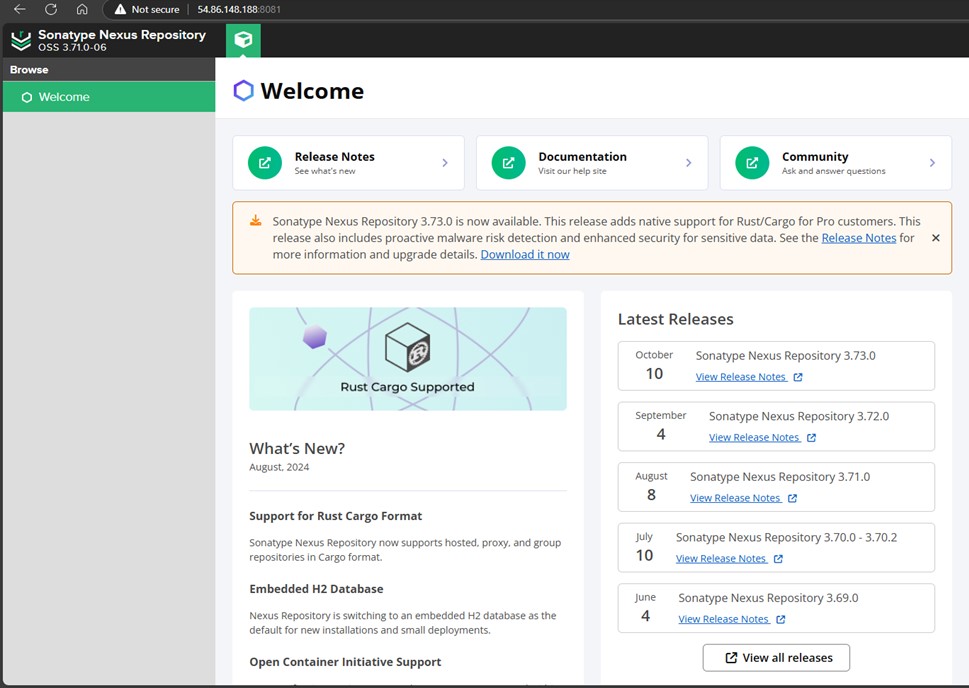 Not secure
54.86.148.188:8081
Sonatype Nexus Repository
OSS 3.71.0-06
Browse
Welcome
Welcome
Release Notes
See what's new
Documentation
Visit our help site
Community
Ask and answer questions
Sonatype Nexus Repository 3.73.0 is now available. This release adds native support for Rust/Cargo for Pro customers. This
release also includes proactive malware risk detection and enhanced security for sensitive data. See the Release Notes for
more information and upgrade details. Download it now
Rust Cargo Supported
What's New?
August, 2024
Support for Rust Cargo Format
Sonatype Nexus Repository now supports hosted, proxy, and group
repositories in Cargo format.
Embedded H2 Database
Nexus Repository is switching to an embedded H2 database as the
default for new installations and small deployments.
Open Container Initiative Support
Latest Releases
October
10
Sonatype Nexus Repository 3.73.0
View Release Notes
September
4
Sonatype Nexus Repository 3.72.0
View Release Notes
August
8
Sonatype Nexus Repository 3.71.0
View Release Notes
July
10
Sonatype Nexus Repository 3.70.0 - 3.70.2
View Release Notes
June
4
Sonatype Nexus Repository 3.69.0
View Release Notes
View all releases